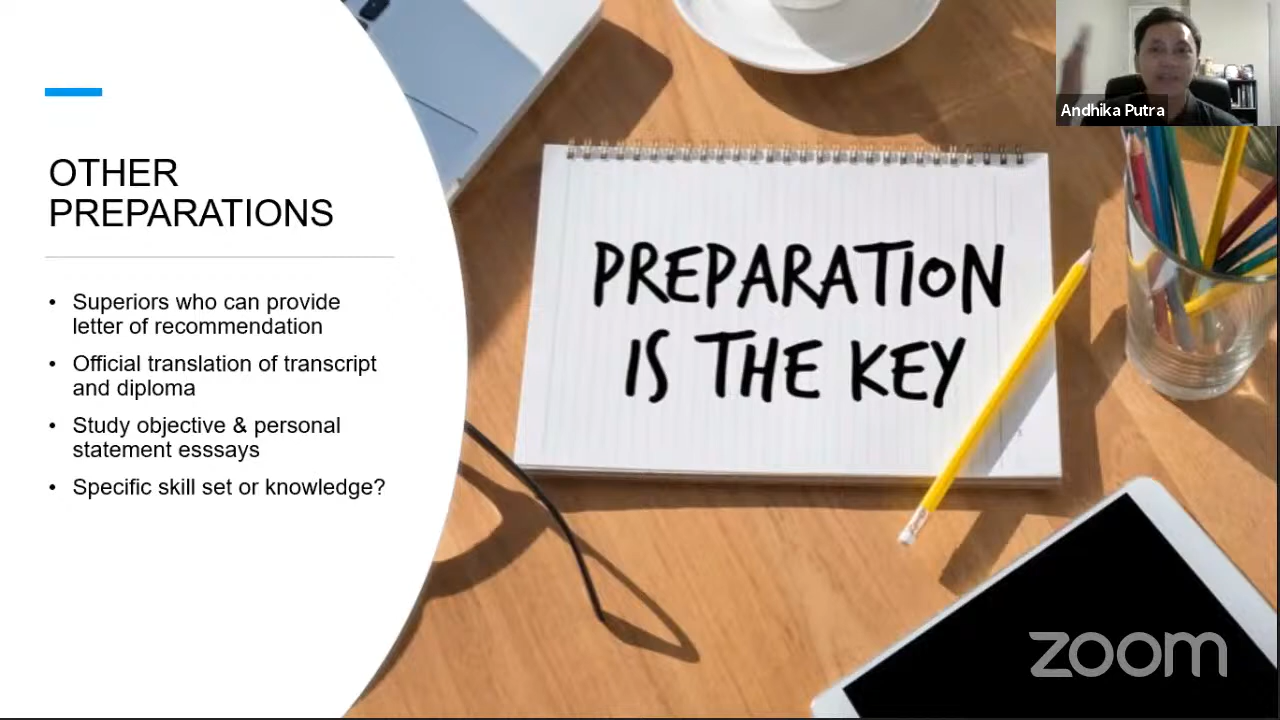 OTHER
PREPARATIONS
• Superiors who can provide
letter of recommendation
• Official translation of transcript
and diploma
• Study objective & personal
statement esssays
• Specific skill set or knowledge?
PREPARATION
IS THE KEY
Andhika Putra
zoom